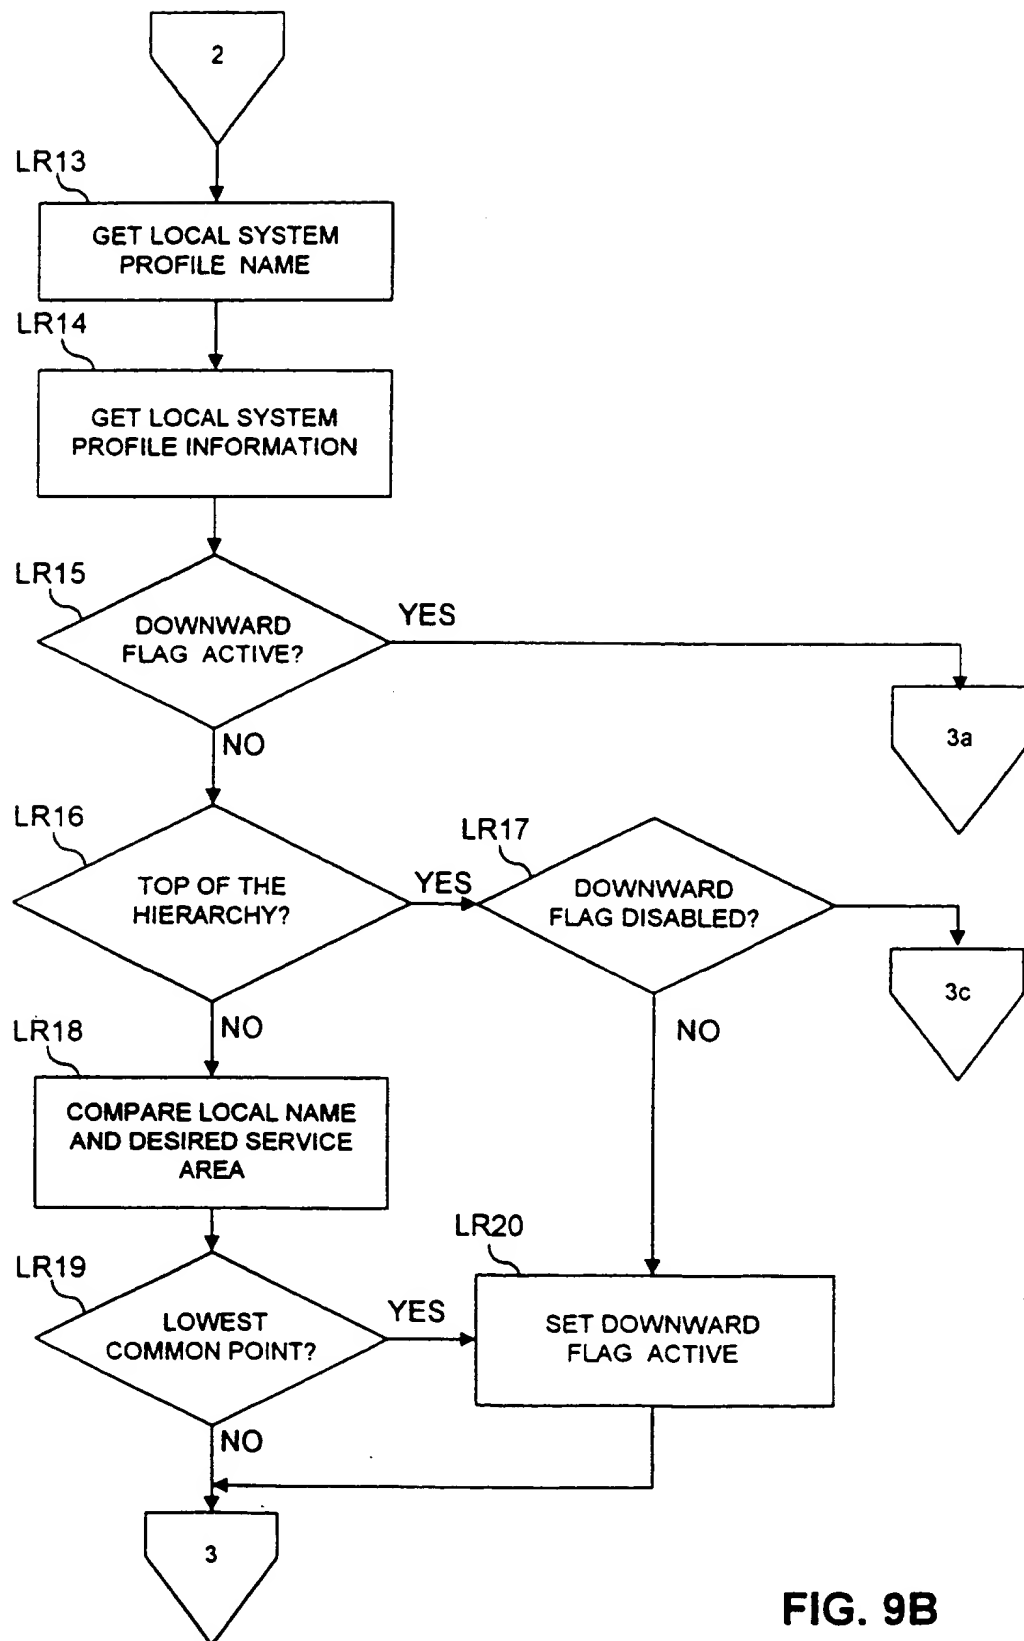 2
LR13
GET LOCAL SYSTEM
PROFILE NAME
LR14
GET LOCAL SYSTEM
PROFILE INFORMATION
LR15
DOWNWARD
FLAG ACTIVE?
YES
3a
NO
LR16
TOP OF THE
HIERARCHY?
YES
LR17
DOWNWARD
FLAG DISABLED?
3c
NO
NO
LR18
COMPARE LOCAL NAME
AND DESIRED SERVICE
AREA
LR19
LOWEST
COMMON POINT?
YES
LR20
SET DOWNWARD
FLAG ACTIVE
NO
3
FIG. 9B